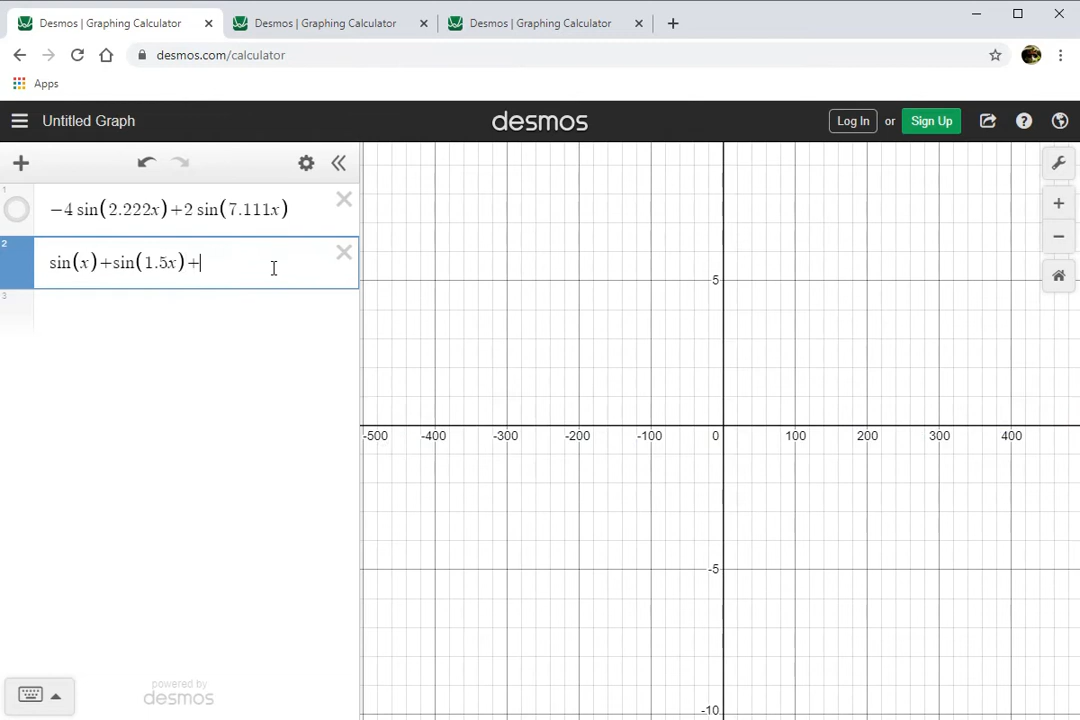 Desmos | Graphing Calculator
Desmos | Graphing Calculator
Desmos | Graphing Calculator
desmos.com/calculator
Apps
Untitled Graph
desmos
Log In
or
Sign Up
1
−4 sin(2.222x)+2 sin(7.111x)
2
sin(x)+sin(1.5x)+
3
5
-500
-400
-300
-200
-100
0
100
200
300
400
-5
-10
powered by
desmos